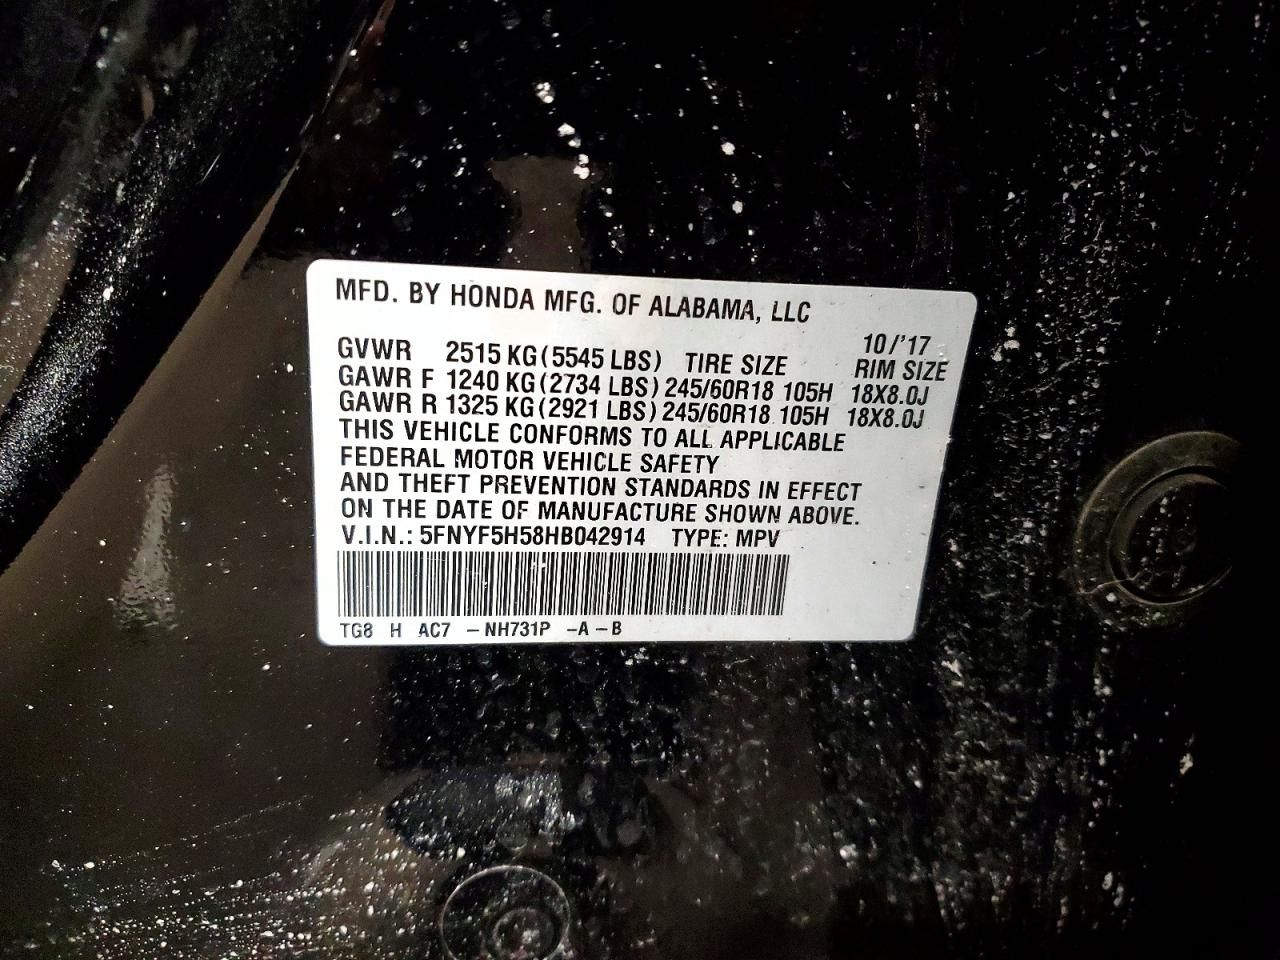 MFD. BY HONDA MFG. OF ALABAMA, LLC
10/'17
GVWR 2515 KG(5545 LBS) TIRE SIZE RIM SIZE
GAWR F 1240 KG(2734 LBS) 245/60R18 105H 18X8.0J
GAWR R 1325 KG(2921 LBS) 245/60R18 105H 18X8.0J
THIS VEHICLE CONFORMS TO ALL APPLICABLE
FEDERAL MOTOR VEHICLE SAFETY
AND THEFT PREVENTION STANDARDS IN EFFECT
ON THE DATE OF MANUFACTURE SHOWN ABOVE.
V.I.N.: 5FNYF5H58HB042914 TYPE: MPV
TG8 H AC7 -NH731P -A-B